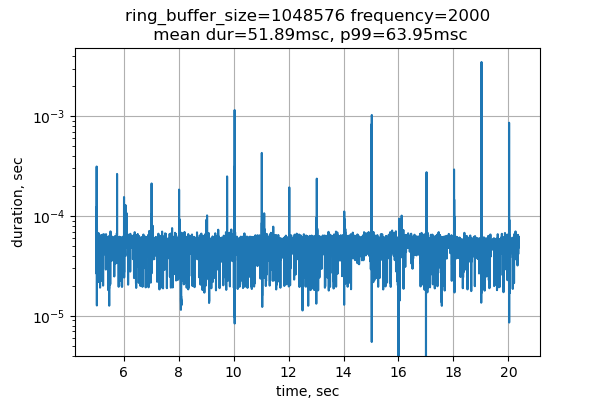 ring_buffer_size=1048576 frequency=2000
mean dur=51.89msc, p99=63.95msc
duration, sec
10⁻³
10⁻⁴
10⁻⁵
6 8 10 12 14 16 18 20
time, sec